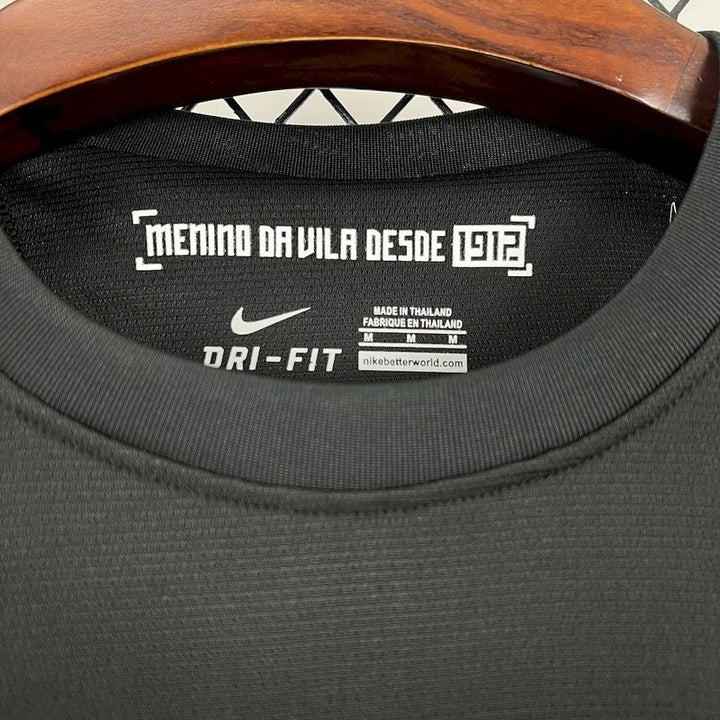 MENINO DA VILA DESDE 1912
DRI-FIT
MADE IN THAILAND
FABRIQUE EN THAILAND
M M M
nikebetterworld.com